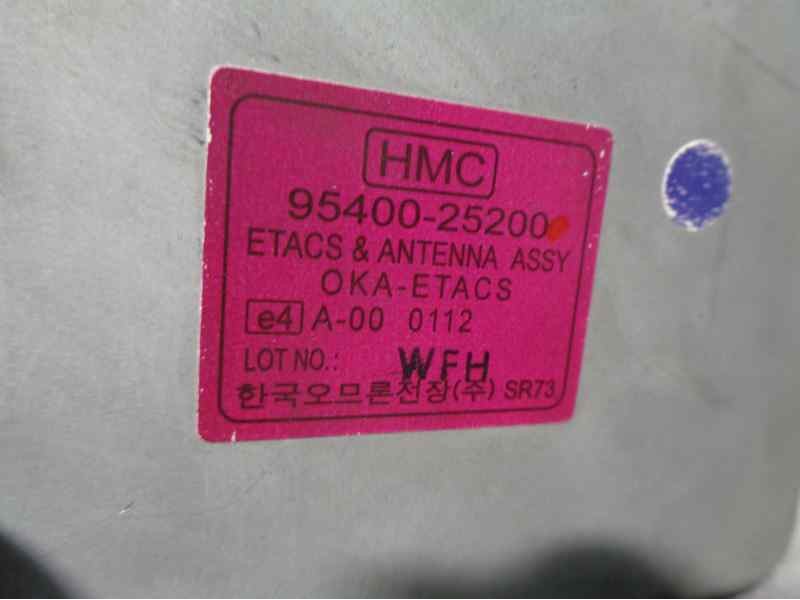 HMC
95400-25200
ETACS & ANTENNA ASSY
OKA-ETACS
e4 A-00 0112
LOT NO.: WFH
한국오므론전장(주) SR73